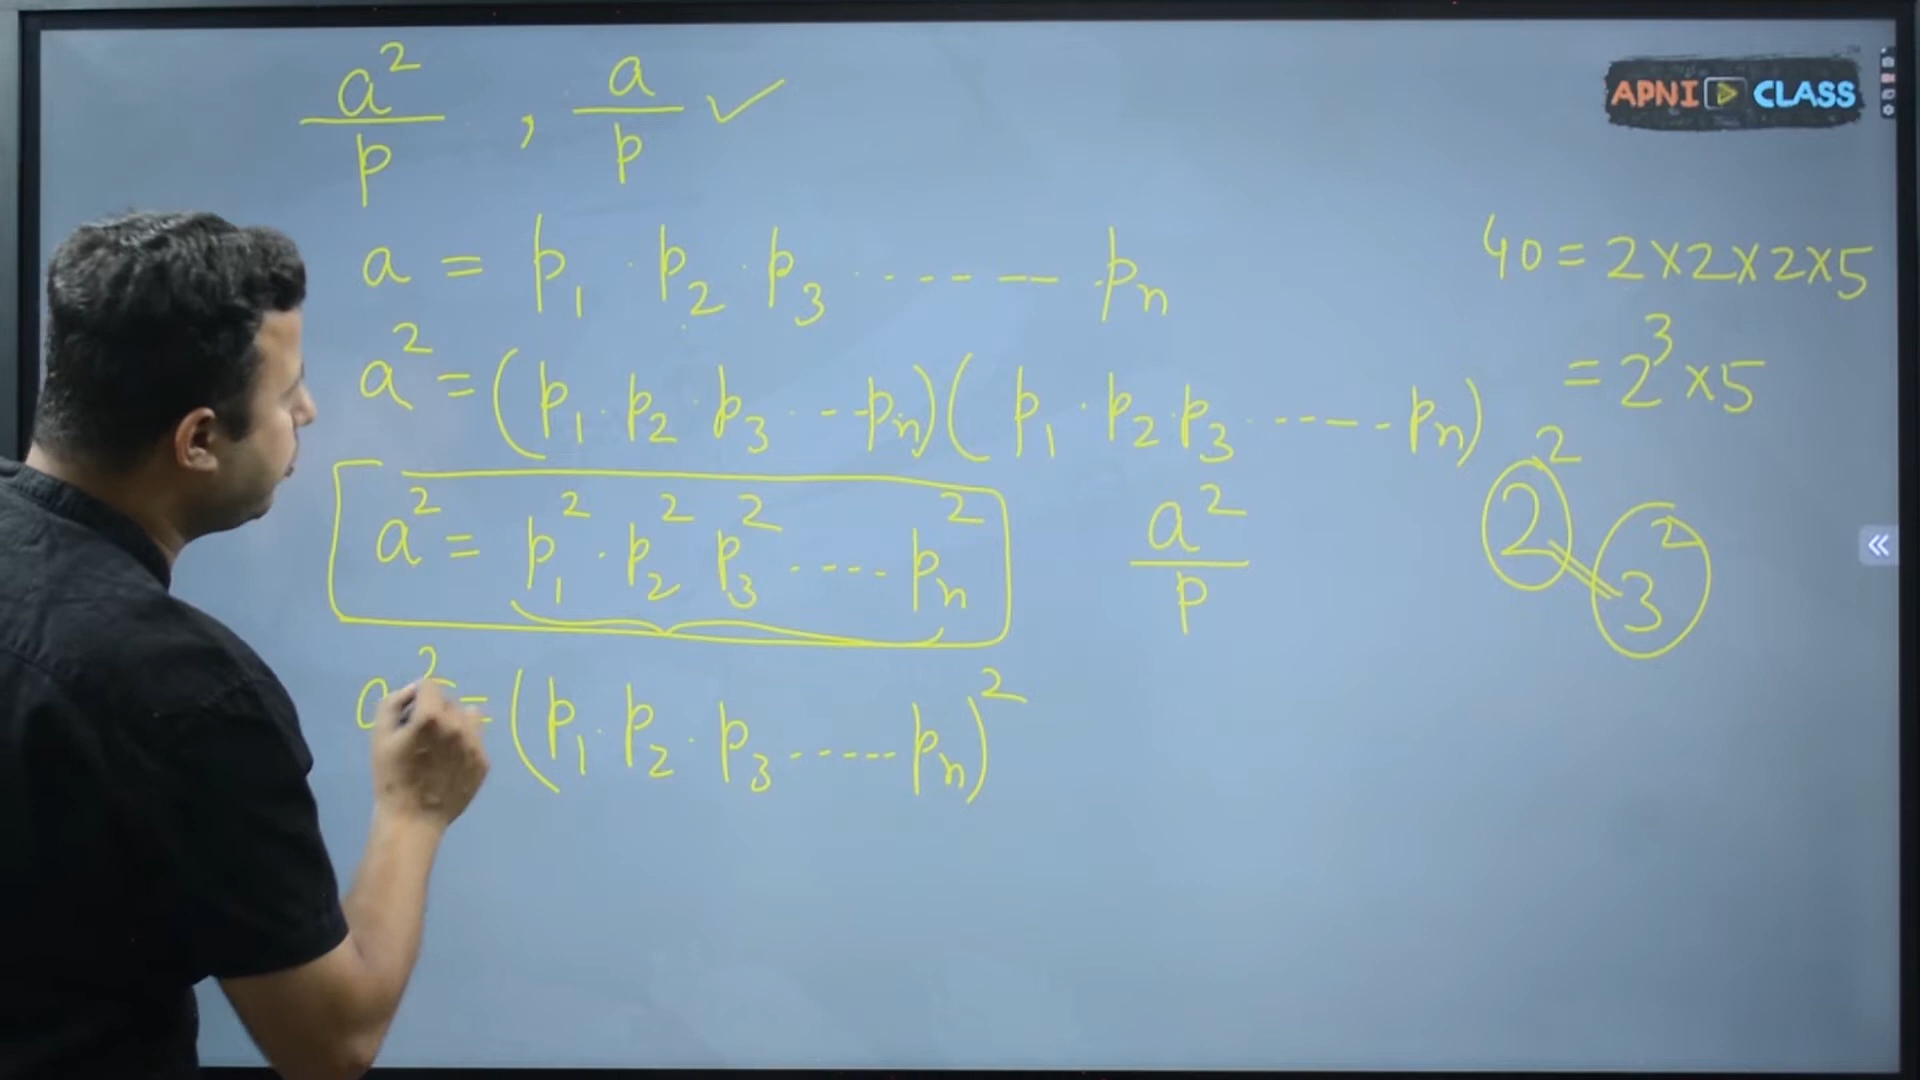 a²/p , a/p ✓
APNI CLASS
a = p₁ · p₂ · p₃ ------ pₙ
40 = 2×2×2×5
= 2³×5
a² = (p₁ · p₂ · p₃ ---pₙ)(p₁ · p₂ p₃ ------ pₙ)
a² = p₁² · p₂² p₃² ---- pₙ²
a²/p
2² 3²
a² = (p₁ · p₂ · p₃ ----- pₙ)²
«